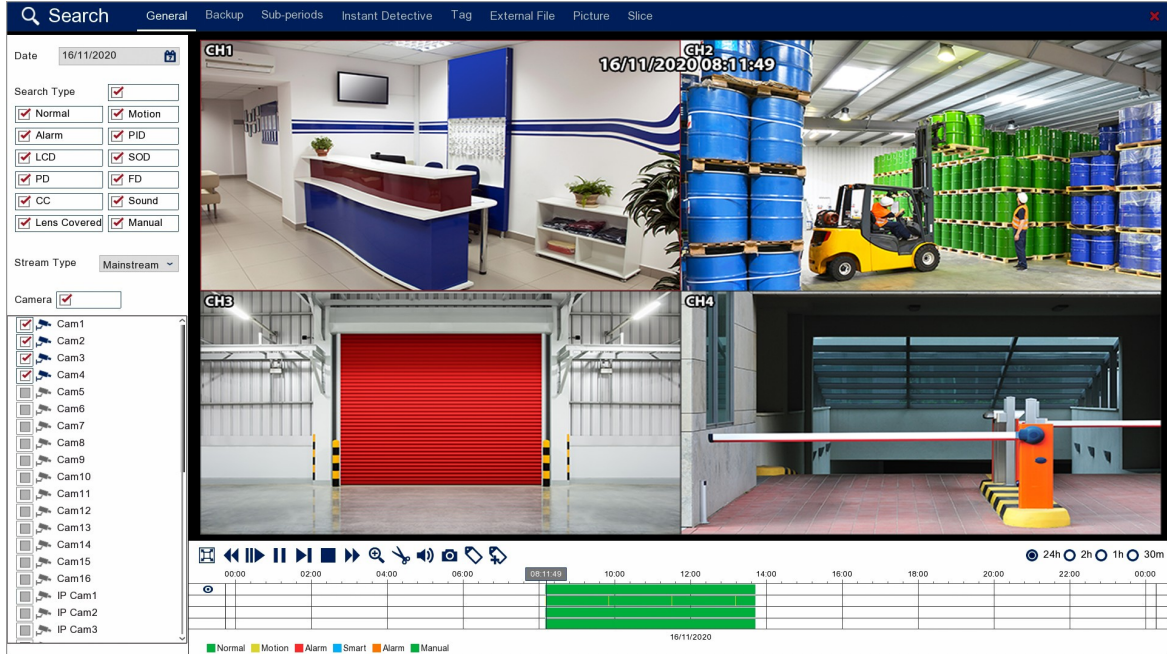 Search General Backup Sub-periods Instant Detective Tag External File Picture Slice
Date 16/11/2020
Search Type
Normal Motion
Alarm PID
LCD SOD
PD FD
CC Sound
Lens Covered Manual
Stream Type Mainstream
Camera
Cam1
Cam2
Cam3
Cam4
Cam5
Cam6
Cam7
Cam8
Cam9
Cam10
Cam11
Cam12
Cam13
Cam14
Cam15
Cam16
IP Cam1
IP Cam2
IP Cam3
CH1
CH2
16/11/2020 08:11:49
CH3
CH4
24h 2h 1h 30m
00:00 02:00 04:00 06:00 08:11:49 10:00 12:00 14:00 16:00 18:00 20:00 22:00 00:00
16/11/2020
Normal Motion Alarm Smart Alarm Manual